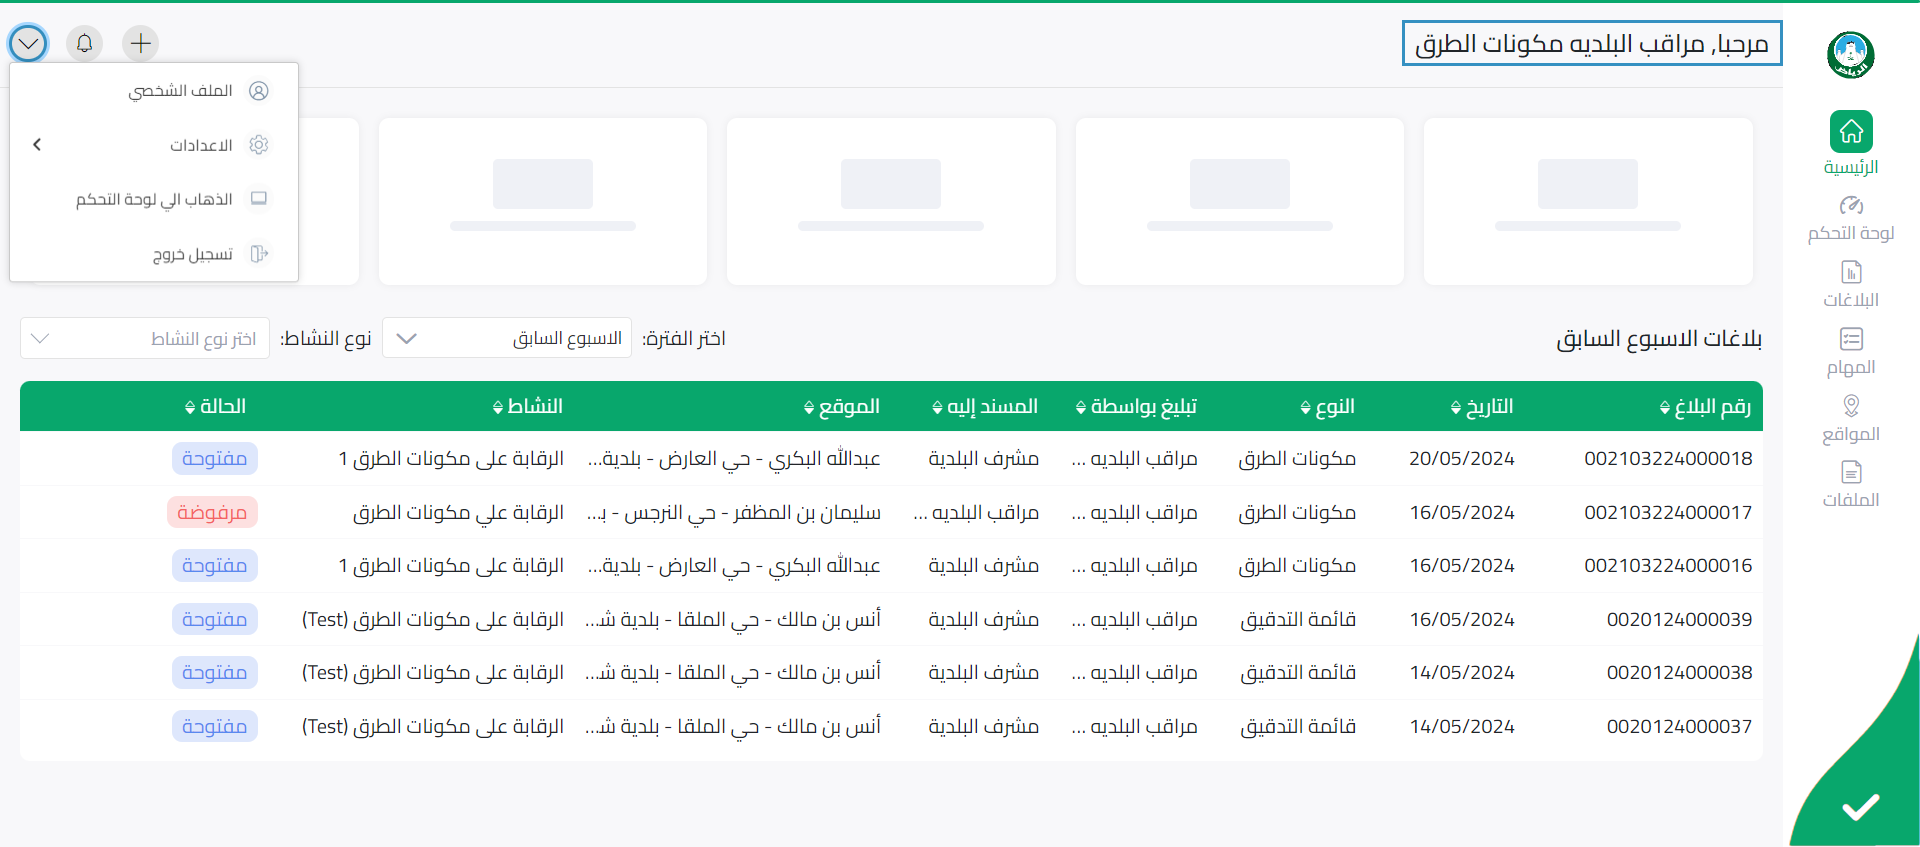 مرحبا, مراقب البلديه مكونات الطرق
الرياض
الرئيسية
لوحة التحكم
البلاغات
المهام
المواقع
الملفات
الملف الشخصي
الاعدادات
الذهاب الي لوحة التحكم
تسجيل خروج
بلاغات الاسبوع السابق
اختر الفترة: الاسبوع السابق نوع النشاط: اختر نوع النشاط
رقم البلاغ التاريخ النوع تبليغ بواسطة المسند إليه الموقع النشاط الحالة
002103224000018 20/05/2024 مكونات الطرق مراقب البلديه ... مشرف البلدية عبدالله البكري - حي العارض - بلدية... الرقابة على مكونات الطرق 1 مفتوحة
002103224000017 16/05/2024 مكونات الطرق مراقب البلديه ... مراقب البلديه ... سليمان بن المظفر - حي النرجس - ب... الرقابة علي مكونات الطرق مرفوضة
002103224000016 16/05/2024 مكونات الطرق مراقب البلديه ... مشرف البلدية عبدالله البكري - حي العارض - بلدية... الرقابة على مكونات الطرق 1 مفتوحة
0020124000039 16/05/2024 قائمة التدقيق مراقب البلديه ... مشرف البلدية أنس بن مالك - حي الملقا - بلدية شـ... الرقابة على مكونات الطرق (Test) مفتوحة
0020124000038 14/05/2024 قائمة التدقيق مراقب البلديه ... مشرف البلدية أنس بن مالك - حي الملقا - بلدية شـ... الرقابة على مكونات الطرق (Test) مفتوحة
0020124000037 14/05/2024 قائمة التدقيق مراقب البلديه ... مشرف البلدية أنس بن مالك - حي الملقا - بلدية شـ... الرقابة على مكونات الطرق (Test) مفتوحة